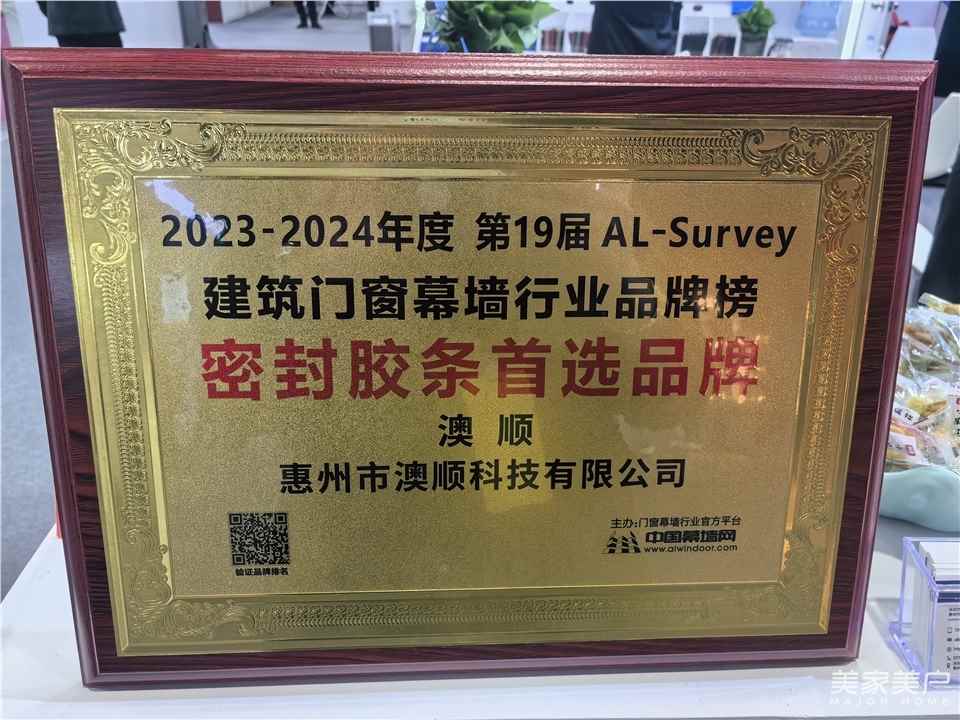 2023-2024年度 第19届 AL-Survey
建筑门窗幕墙行业品牌榜
密封胶条首选品牌
澳 顺
惠州市澳顺科技有限公司
验证品牌排名
主办:门窗幕墙行业官方平台
中国幕墙网
www.alwindoor.com
美家美户
MAJOR HOME